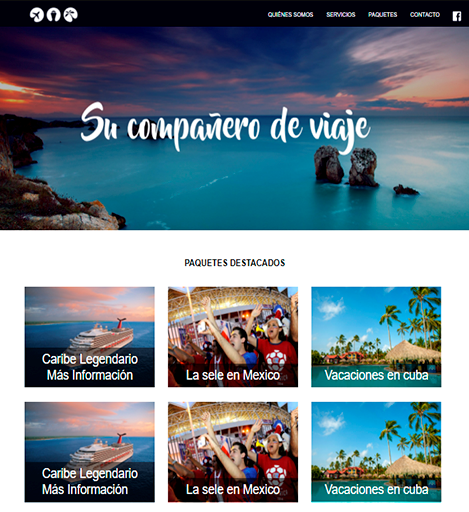 QUIÉNES SOMOS SERVICIOS PAQUETES CONTACTO
Su compañero de viaje
PAQUETES DESTACADOS
Caribe Legendario
Más Información
La sele en Mexico
Vacaciones en cuba
Caribe Legendario
Más Información
La sele en Mexico
Vacaciones en cuba